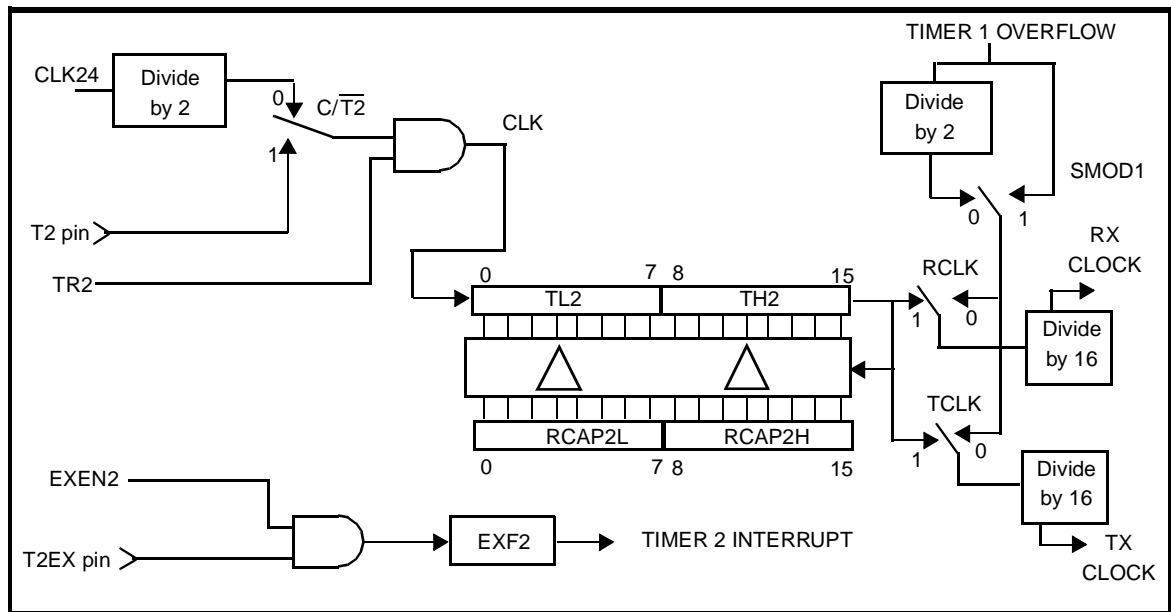 TIMER 1 OVERFLOW
CLK24
Divide
by 2
0
C/T2
1
CLK
Divide
by 2
SMOD1
0
1
T2 pin
TR2
RX
CLOCK
0
7
8
15
TL2
TH2
RCLK
1
0
Divide
by 16
TCLK
1
0
RCAP2L
RCAP2H
0
7
8
15
Divide
by 16
EXEN2
T2EX pin
EXF2
TIMER 2 INTERRUPT
TX
CLOCK